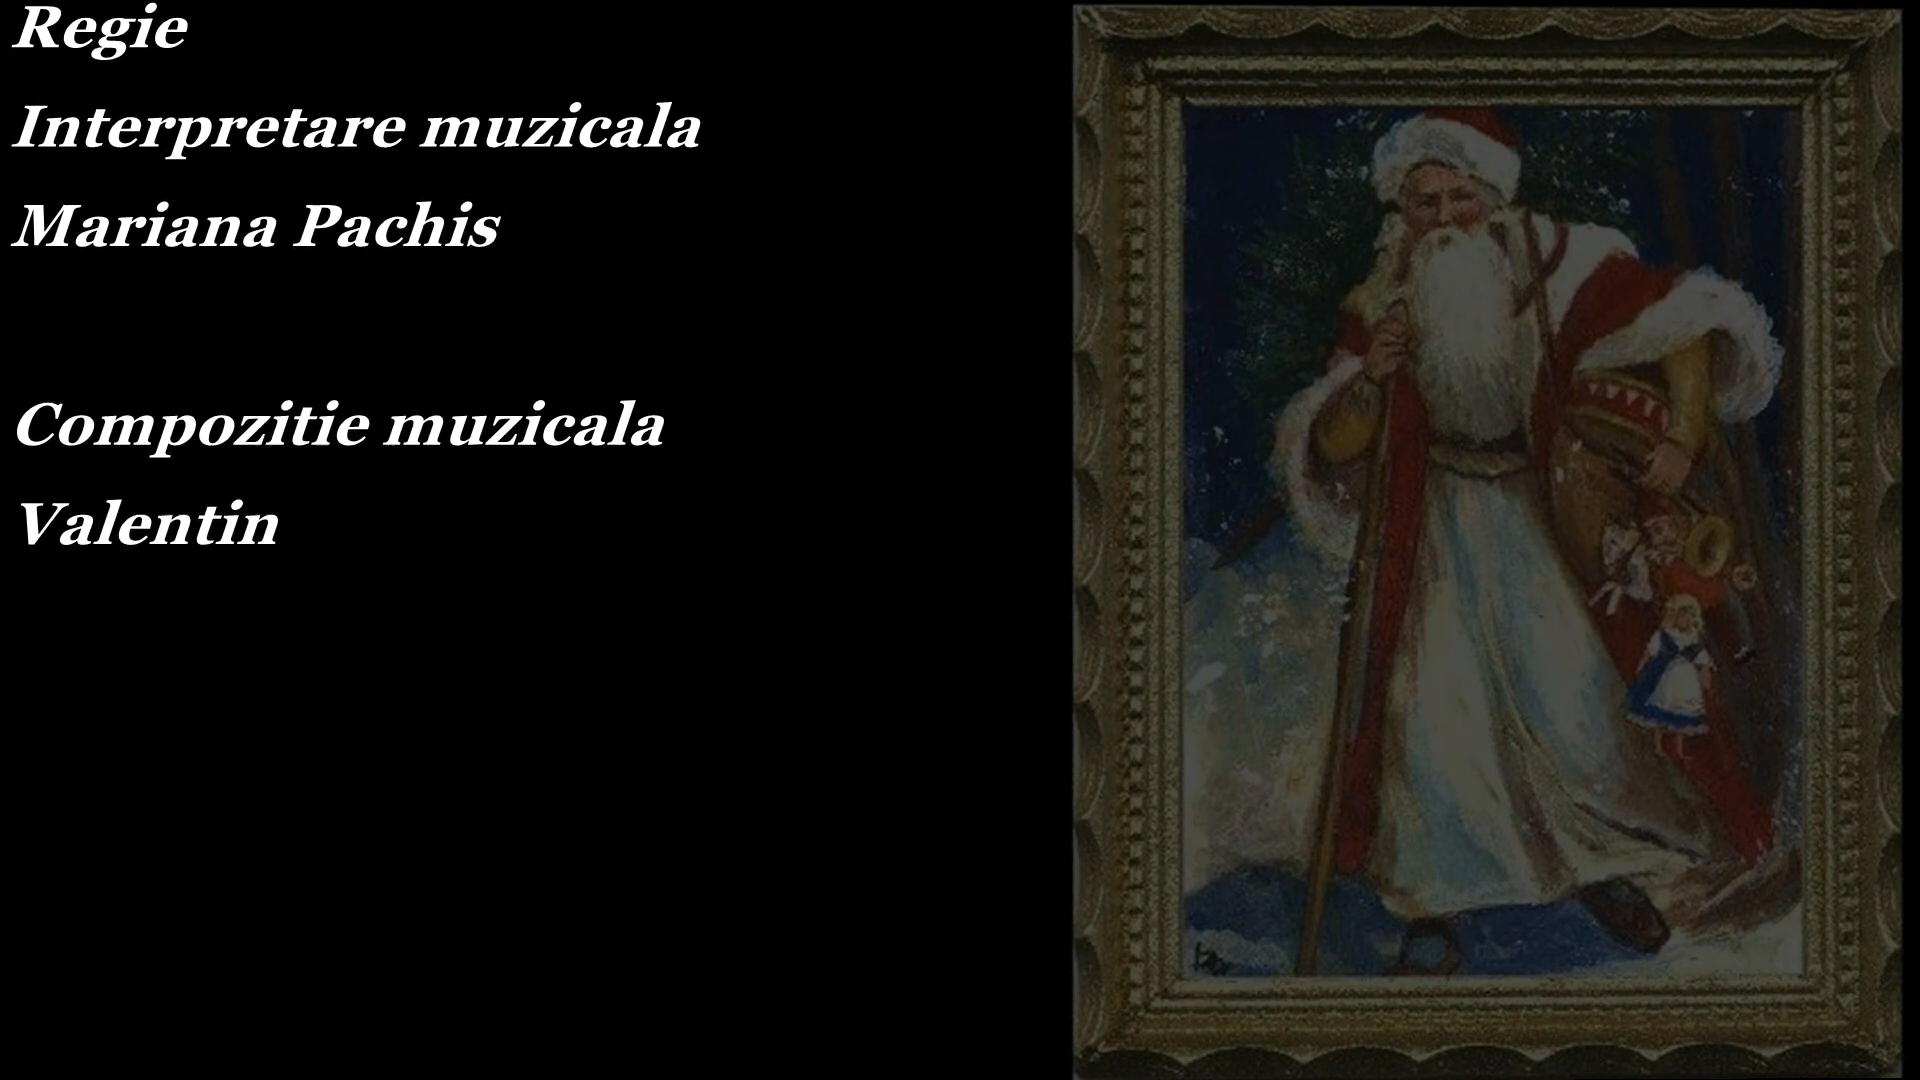 Regie
Interpretare muzicala
Mariana Pachis
Compozitie muzicala
Valentin